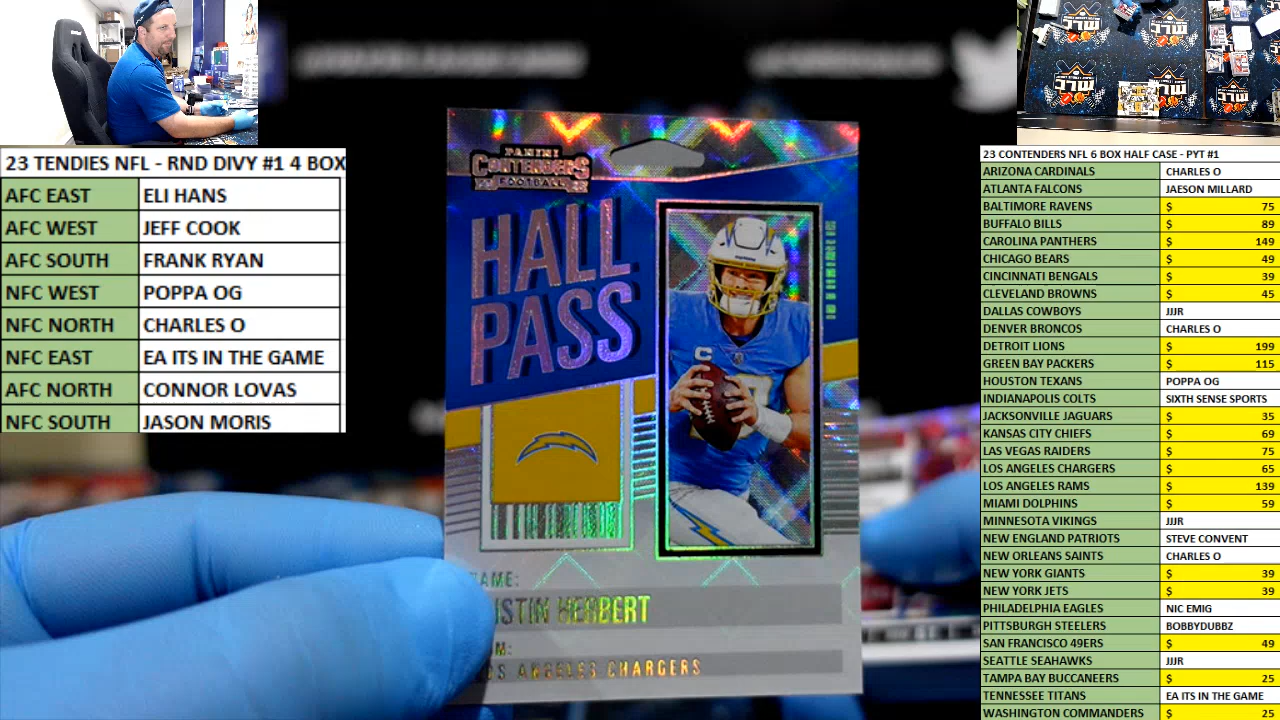 23 TENDIES NFL - RND DIVY #1 4 BOX
AFC EAST ELI HANS
AFC WEST JEFF COOK
AFC SOUTH FRANK RYAN
NFC WEST POPPA OG
NFC NORTH CHARLES O
NFC EAST EA ITS IN THE GAME
AFC NORTH CONNOR LOVAS
NFC SOUTH JASON MORIS
PANINI
CONTENDERS
FOOTBALL
HALL
PASS
C
AME:
USTIN HERBERT
M:
OS ANGELES CHARGERS
23 CONTENDERS NFL 6 BOX HALF CASE - PYT #1
ARIZONA CARDINALS CHARLES O
ATLANTA FALCONS JAESON MILLARD
BALTIMORE RAVENS $ 75
BUFFALO BILLS $ 89
CAROLINA PANTHERS $ 149
CHICAGO BEARS $ 49
CINCINNATI BENGALS $ 39
CLEVELAND BROWNS $ 45
DALLAS COWBOYS JJJR
DENVER BRONCOS CHARLES O
DETROIT LIONS $ 199
GREEN BAY PACKERS $ 115
HOUSTON TEXANS POPPA OG
INDIANAPOLIS COLTS SIXTH SENSE SPORTS
JACKSONVILLE JAGUARS $ 35
KANSAS CITY CHIEFS $ 69
LAS VEGAS RAIDERS $ 75
LOS ANGELES CHARGERS $ 65
LOS ANGELES RAMS $ 139
MIAMI DOLPHINS $ 59
MINNESOTA VIKINGS JJJR
NEW ENGLAND PATRIOTS STEVE CONVENT
NEW ORLEANS SAINTS CHARLES O
NEW YORK GIANTS $ 39
NEW YORK JETS $ 39
PHILADELPHIA EAGLES NIC EMIG
PITTSBURGH STEELERS BOBBYDUBBZ
SAN FRANCISCO 49ERS $ 49
SEATTLE SEAHAWKS JJJR
TAMPA BAY BUCCANEERS $ 25
TENNESSEE TITANS EA ITS IN THE GAME
WASHINGTON COMMANDERS $ 25